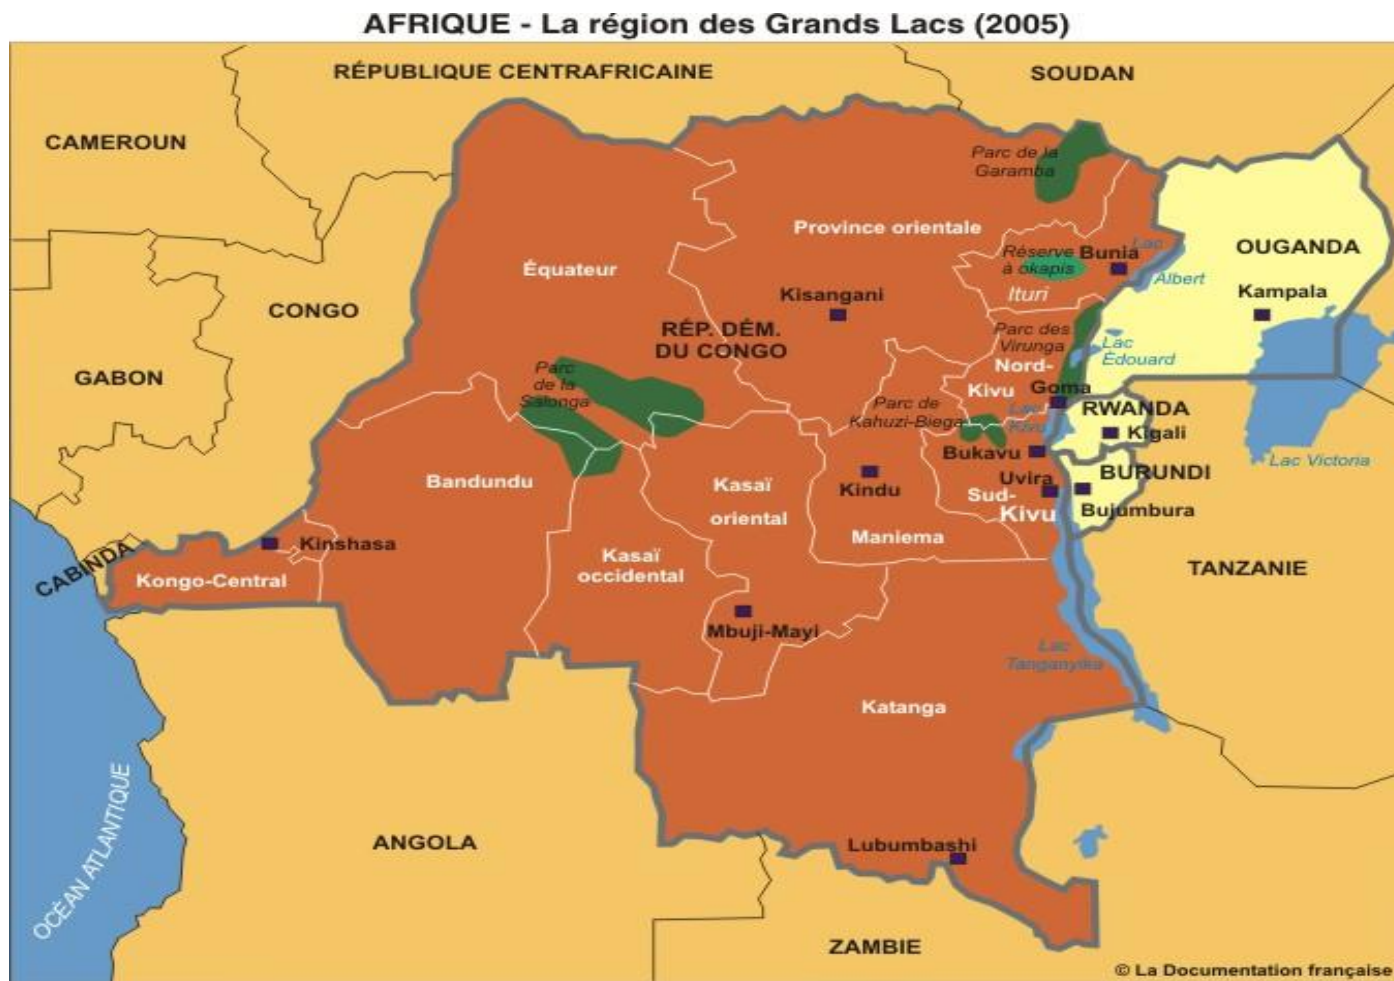 AFRIQUE - La région des Grands Lacs (2005)
RÉPUBLIQUE CENTRAFRICAINE
SOUDAN
CAMEROUN
Parc de la
Garamba
Province orientale
OUGANDA
Réserve
à okapis
Bunia
Lac
Albert
Équateur
Ituri
Kisangani
Kampala
CONGO
RÉP. DÉM.
DU CONGO
Parc des
Virunga
Lac
Édouard
GABON
Parc
de la
Salonga
Nord-
Kivu
Goma
Parc de
Kahuzi-Biega
Lac
Kivu
RWANDA
Kigali
Bukavu
Lac Victoria
Bandundu
Kasaï
oriental
Kindu
Uvira
BURUNDI
Sud-
Kivu
Bujumbura
Maniema
Kinshasa
CABINDA
Kongo-Central
Kasaï
occidental
TANZANIE
Mbuji-Mayi
Lac
Tanganyika
Katanga
OCÉAN ATLANTIQUE
ANGOLA
Lubumbashi
ZAMBIE
© La Documentation française